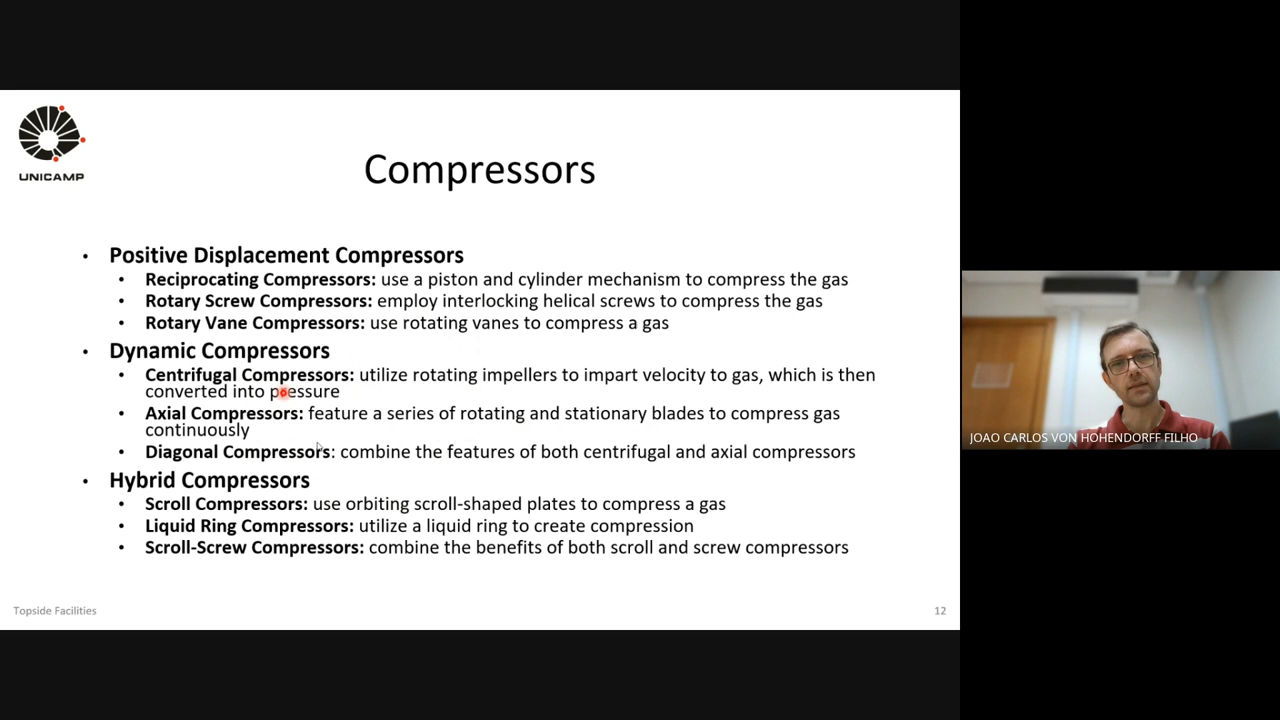 UNICAMP
Compressors
• Positive Displacement Compressors
• Reciprocating Compressors: use a piston and cylinder mechanism to compress the gas
• Rotary Screw Compressors: employ interlocking helical screws to compress the gas
• Rotary Vane Compressors: use rotating vanes to compress a gas
• Dynamic Compressors
• Centrifugal Compressors: utilize rotating impellers to impart velocity to gas, which is then
converted into pressure
• Axial Compressors: feature a series of rotating and stationary blades to compress gas
continuously
• Diagonal Compressors: combine the features of both centrifugal and axial compressors
• Hybrid Compressors
• Scroll Compressors: use orbiting scroll-shaped plates to compress a gas
• Liquid Ring Compressors: utilize a liquid ring to create compression
• Scroll-Screw Compressors: combine the benefits of both scroll and screw compressors
Topside Facilities
12
JOAO CARLOS VON HOHENDORFF FILHO